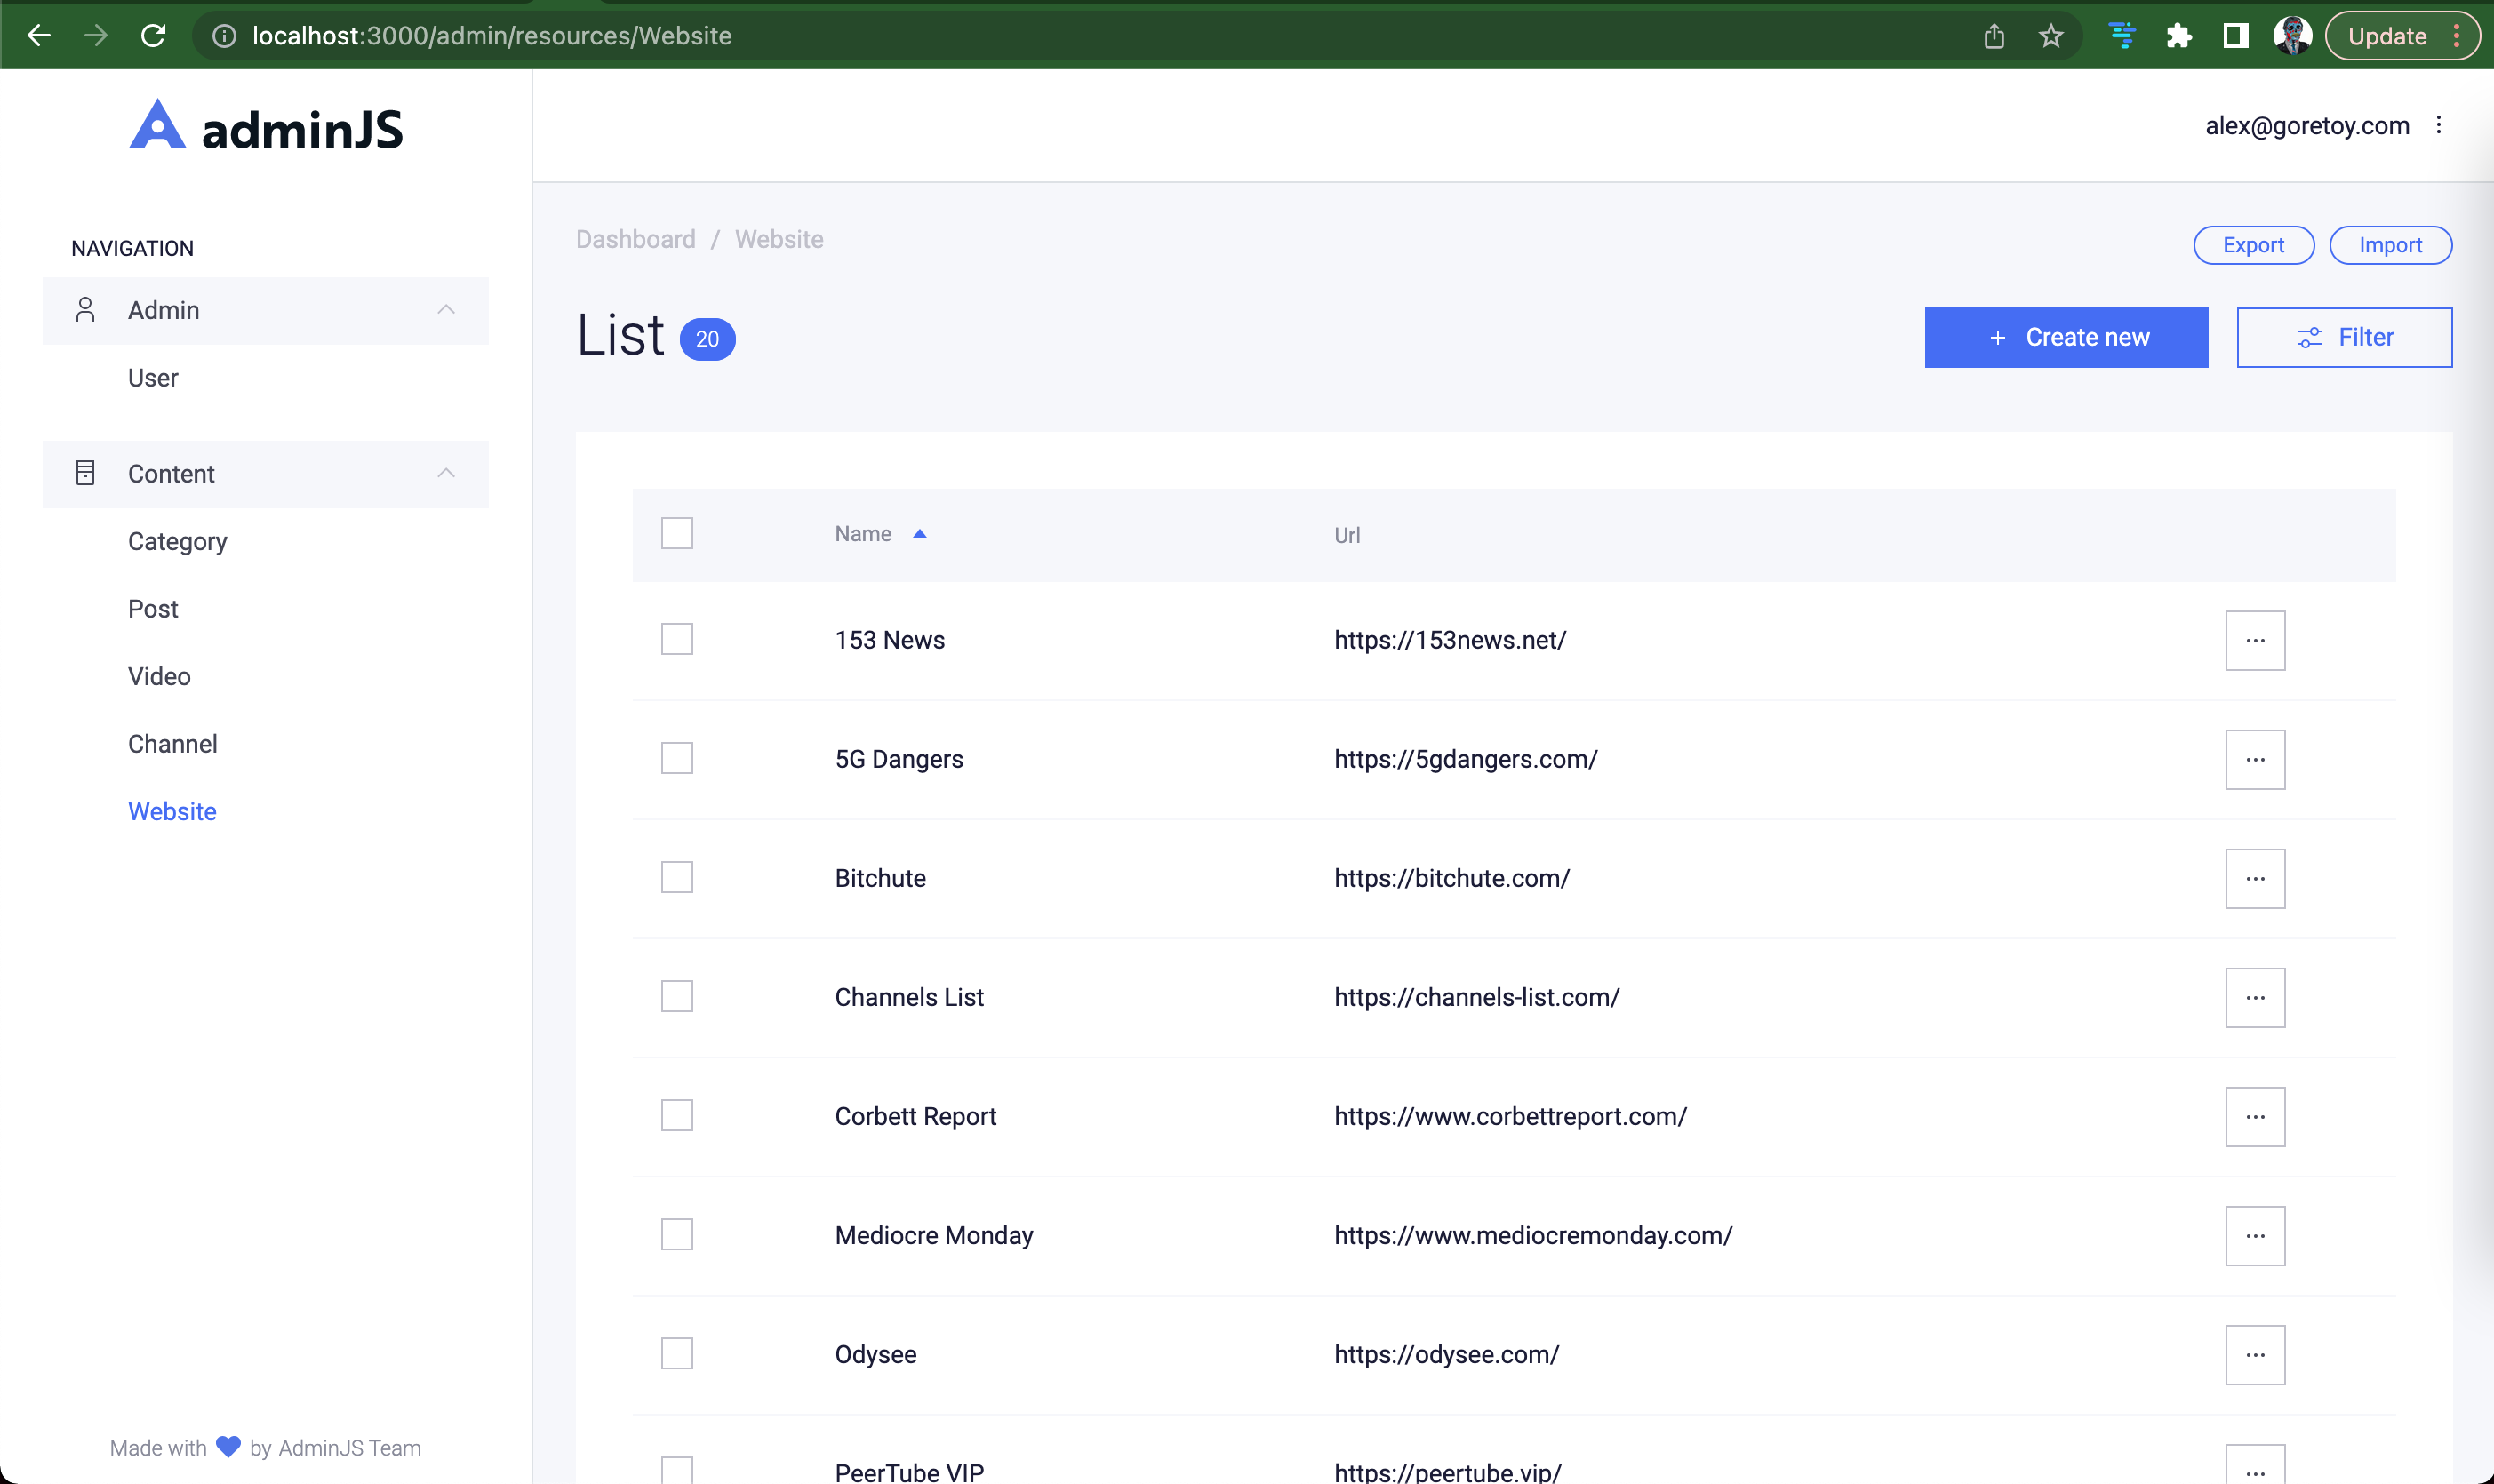 localhost:3000/admin/resources/Website
Update
adminJS
alex@goretoy.com
NAVIGATION
Admin
User
Content
Category
Post
Video
Channel
Website
Made with by AdminJS Team
Dashboard / Website
Export
Import
List 20
+ Create new
Filter
Name
Url
153 News https://153news.net/
5G Dangers https://5gdangers.com/
Bitchute https://bitchute.com/
Channels List https://channels-list.com/
Corbett Report https://www.corbettreport.com/
Mediocre Monday https://www.mediocremonday.com/
Odysee https://odysee.com/
PeerTube VIP https://peertube.vip/